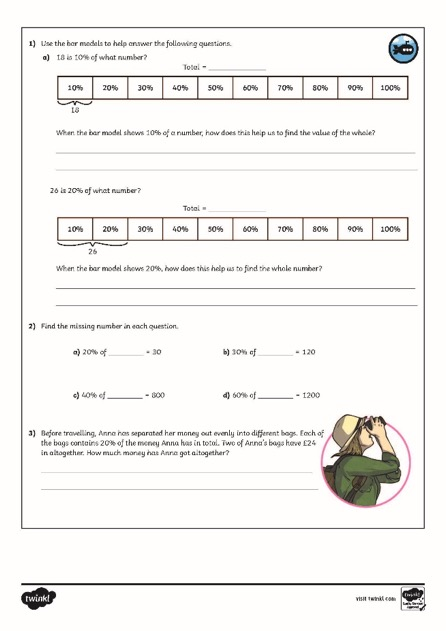 1) Use the bar models to help answer the following questions.
a) 18 is 10% of what number?
Total = ____________
10% 20% 30% 40% 50% 60% 70% 80% 90% 100%
18
When the bar model shows 10% of a number, how does this help us to find the value of the whole?
26 is 20% of what number?
Total = ____________
10% 20% 30% 40% 50% 60% 70% 80% 90% 100%
26
When the bar model shows 20%, how does this help us to find the whole number?
2) Find the missing number in each question.
a) 20% of ________ = 30 b) 30% of ________ = 120
c) 40% of ________ = 800 d) 60% of ________ = 1200
3) Before travelling, Anna has separated her money out evenly into different bags. Each of
the bags contains 20% of the money Anna has in total. Two of Anna's bags have £24
in altogether. How much money has Anna got altogether?
twinkl visit twinkl.com twinkl